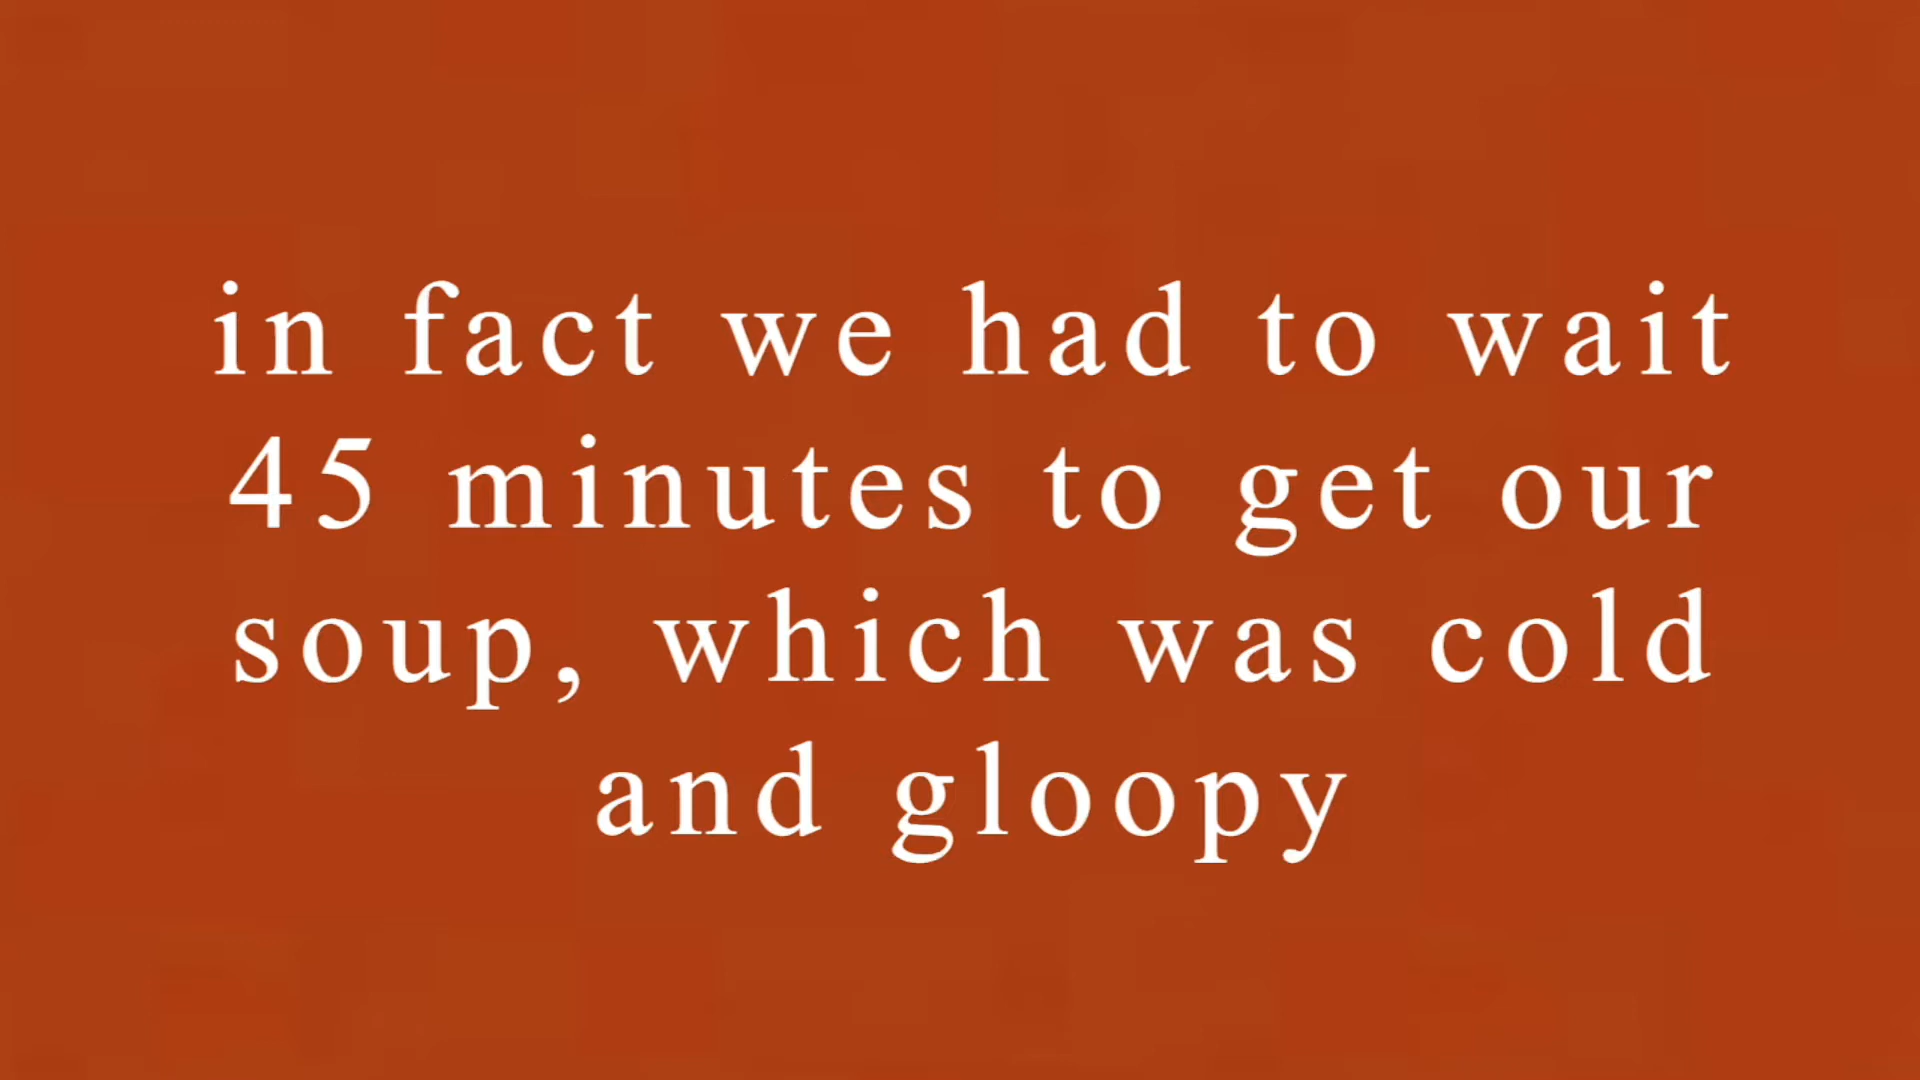 in fact we had to wait
45 minutes to get our
soup, which was cold
and gloopy